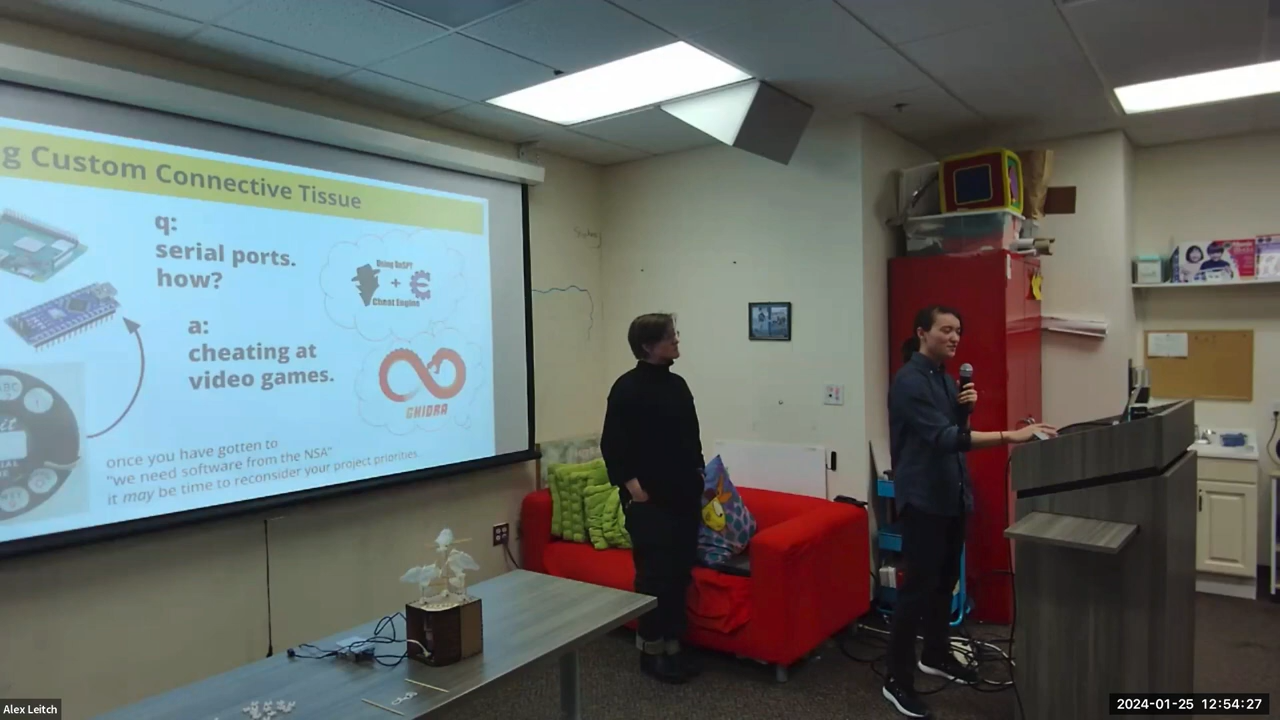 g Custom Connective Tissue
q:
serial ports.
how?
a:
cheating at
video games.
Using DnSPY
+
Cheat Engine
GHIDRA
once you have gotten to
"we need software from the NSA"
it may be time to reconsider your project priorities.
Alex Leitch
2024-01-25 12:54:27